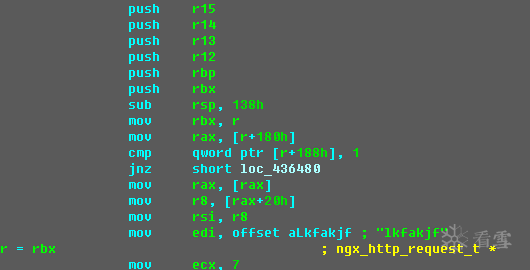 push r15
push r14
push r13
push r12
push rbp
push rbx
sub rsp, 138h
mov rbx, r
mov rax, [r+180h]
cmp qword ptr [r+188h], 1
jnz short loc_436480
mov rax, [rax]
mov r8, [rax+20h]
mov rsi, r8
mov edi, offset aLkfakjf ; "lkfakjf"
r = rbx ; ngx_http_request_t *
mov ecx, 7
看雪